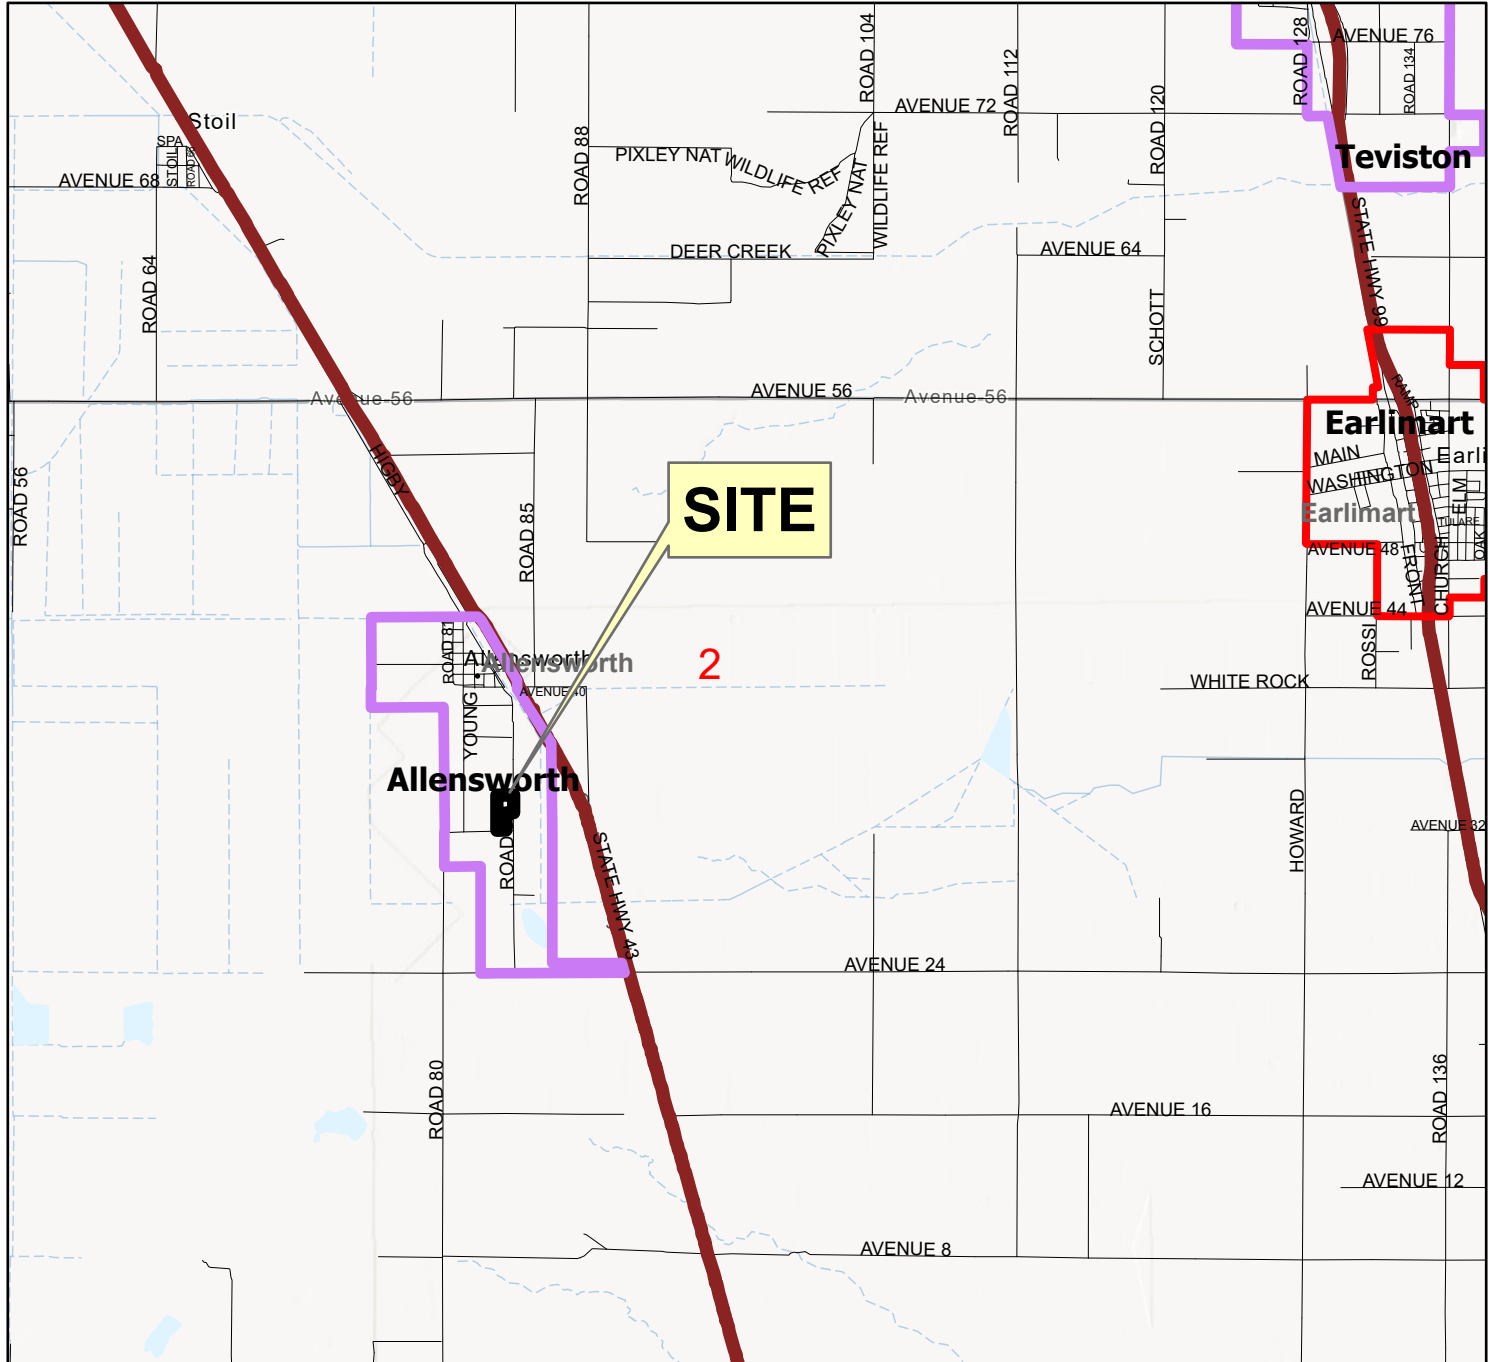 ROAD 104
ROAD 128
AVENUE 76
ROAD 134
ROAD 112
AVENUE 72
ROAD 120
Stoil
SPA
STOIL
AVENUE 68
ROAD 88
PIXLEY NAT WILDLIFE REF
PIXLEY NAT
WILDLIFE REF
Teviston
STATE HWY 99
DEER CREEK
AVENUE 64
ROAD 64
SCHOTT
Avenue 56
AVENUE 56
Avenue 56
RAMP
Earlimart
MAIN
Earli
WASHINGTON
ELM
Earlimart
TULARE
OAK
AVENUE 48
FRONT
CHURCH
AVENUE 44
ROSSI
HIGBY
ROAD 56
ROAD 85
SITE
ROAD 81
Allensworth
Allensworth
2
AVENUE 40
YOUNG
WHITE ROCK
Allensworth
HOWARD
AVENUE 32
ROAD
STATE HWY 43
AVENUE 24
ROAD 80
ROAD 136
AVENUE 16
AVENUE 12
AVENUE 8